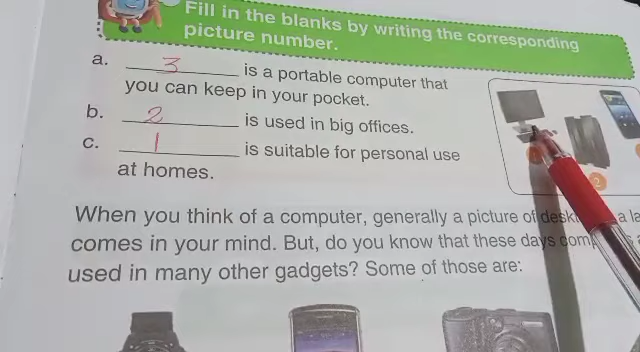 Fill in the blanks by writing the corresponding
picture number.
a. 3 is a portable computer that
you can keep in your pocket.
b. 2 is used in big offices.
c. 1 is suitable for personal use
at homes.
2
When you think of a computer, generally a picture of a
comes in your mind. But, do you know that these days
used in many other gadgets? Some of those are: